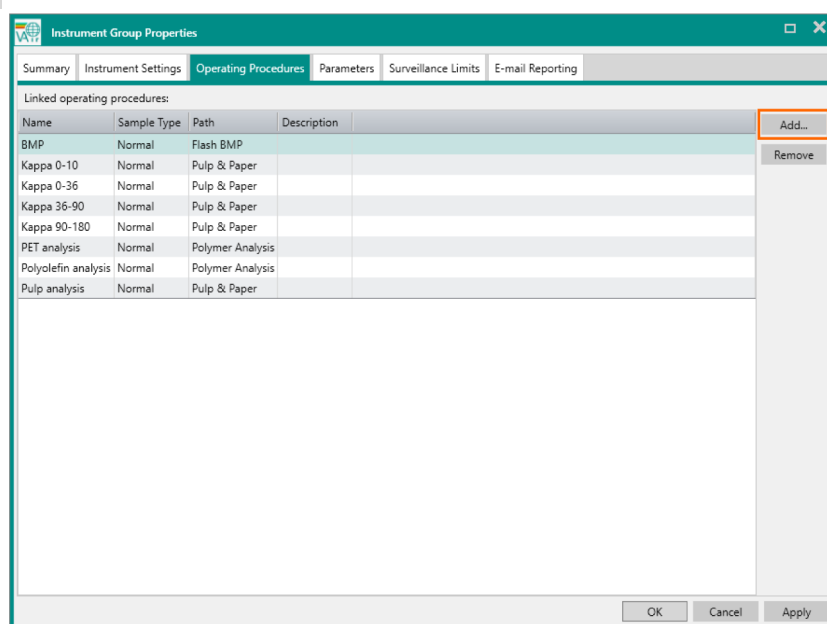 Instrument Group Properties
Summary Instrument Settings Operating Procedures Parameters Surveillance Limits E-mail Reporting
Linked operating procedures:
Name Sample Type Path Description Add...
BMP Normal Flash BMP Remove
Kappa 0-10 Normal Pulp & Paper
Kappa 0-36 Normal Pulp & Paper
Kappa 36-90 Normal Pulp & Paper
Kappa 90-180 Normal Pulp & Paper
PET analysis Normal Polymer Analysis
Polyolefin analysis Normal Polymer Analysis
Pulp analysis Normal Pulp & Paper
OK Cancel Apply